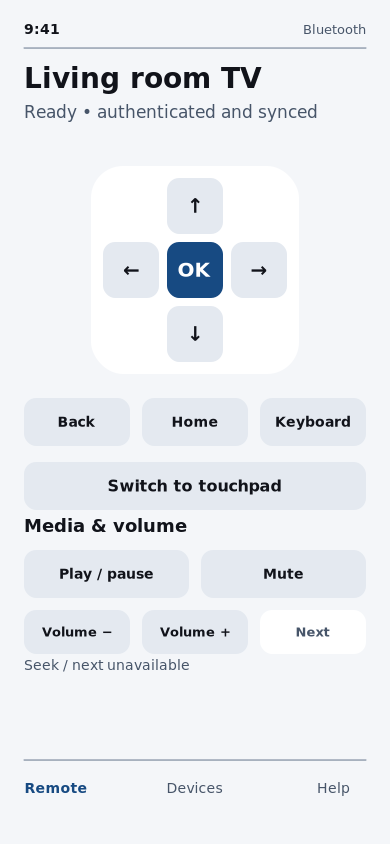 9:41 Bluetooth
Living room TV
Ready • authenticated and synced
↑
← OK →
↓
Back Home Keyboard
Switch to touchpad
Media & volume
Play / pause Mute
Volume − Volume + Next
Seek / next unavailable
Remote Devices Help